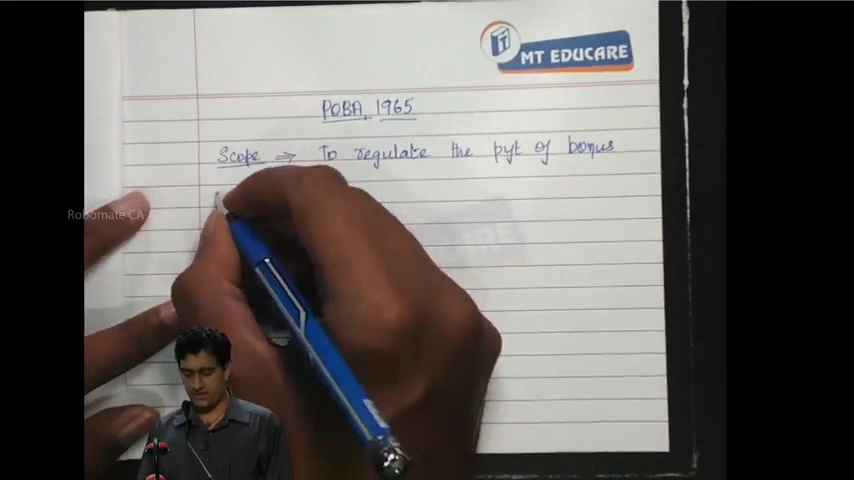 MT EDUCARE
POBA, 1965
Scope ⇒ To regulate the pyt of bonus
Robomate CA